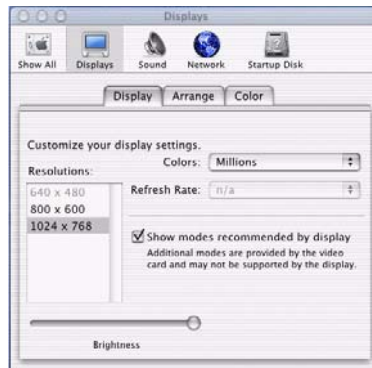 Displays
Show All Displays Sound Network Startup Disk
Display Arrange Color
Customize your display settings.
Colors: Millions
Resolutions:
640 x 480
Refresh Rate: n/a
800 x 600
1024 x 768
Show modes recommended by display
Additional modes are provided by the video
card and may not be supported by the display.
Brightness